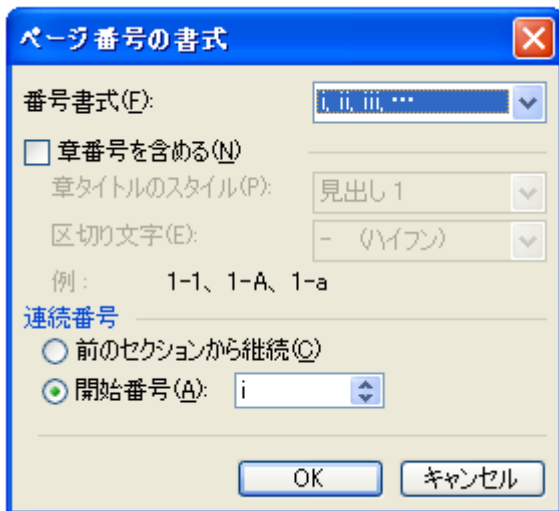 ページ番号の書式
番号書式(F): i, ii, iii, …
章番号を含める(N)
章タイトルのスタイル(P): 見出し 1
区切り文字(E): - (ハイフン)
例: 1-1、1-A、1-a
連続番号
前のセクションから継続(C)
開始番号(A): i
OK キャンセル